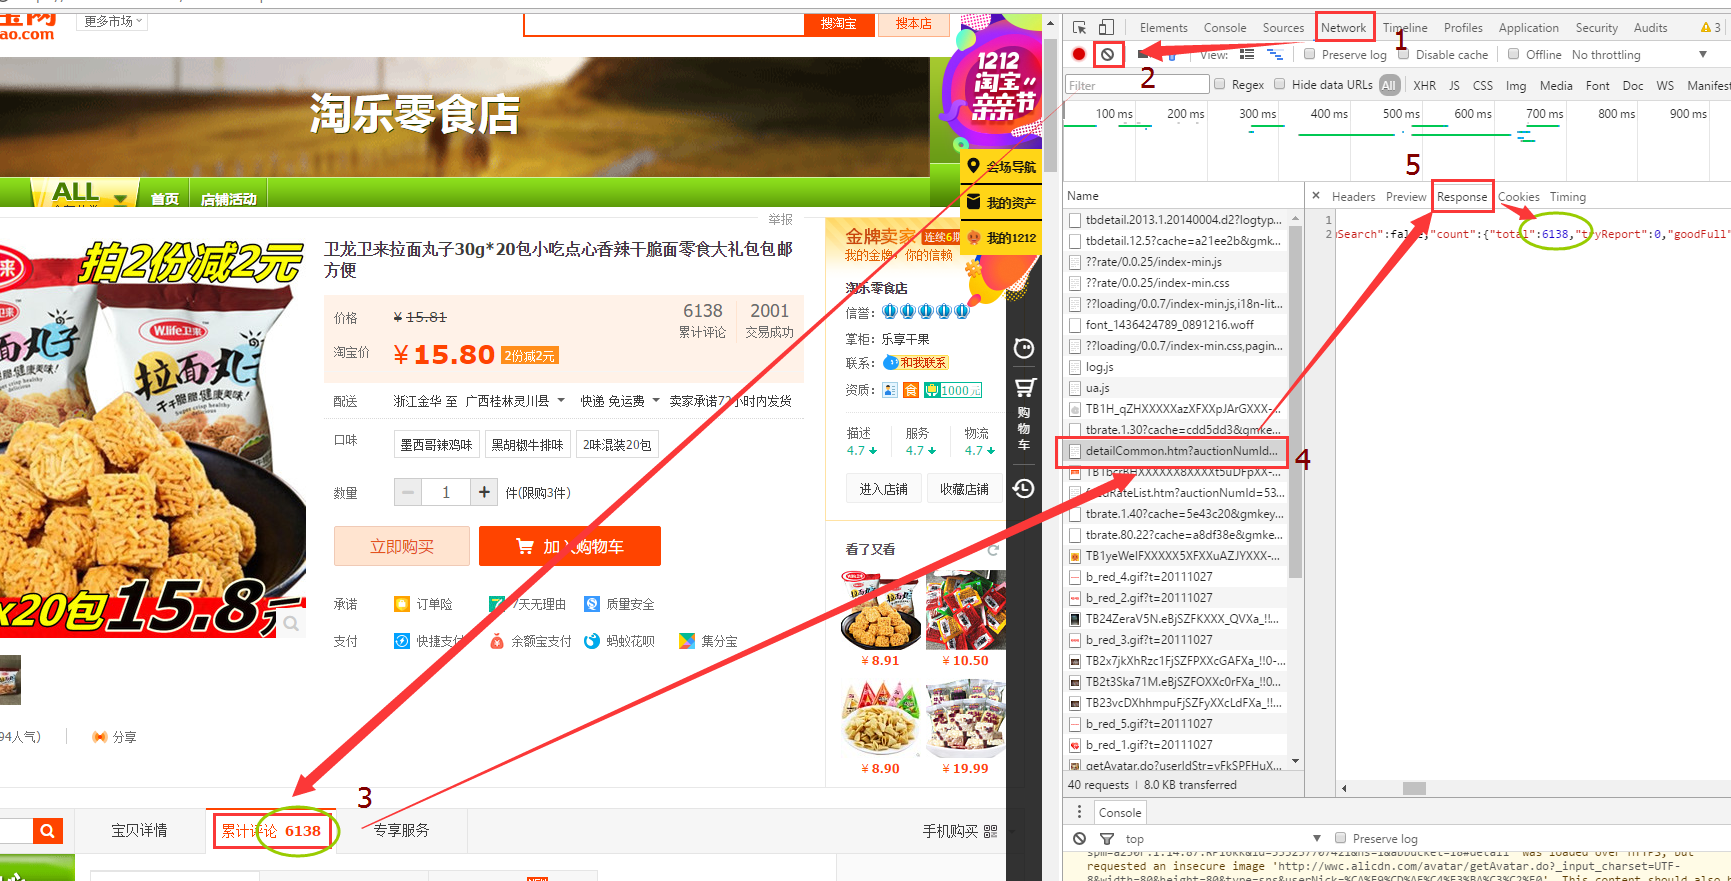 宝网
ao.com
更多市场
搜淘宝
搜本店
1212
淘宝
亲亲节
淘乐零食店
会场导航
我的资产
我的1212
ALL
首页
店铺活动
举报
拍2份减2元
来
W.life卫来
拉面丸子
x20包15.8元
卫龙卫来拉面丸子30g*20包小吃点心香辣干脆面零食大礼包包邮
方便
价格
¥ 15.81
6138
累计评论
2001
交易成功
淘宝价
¥15.80
2份减2元
配送
浙江金华 至 广西桂林灵川县
快递 免运费
卖家承诺72小时内发货
口味
墨西哥辣鸡味
黑胡椒牛排味
2味混装20包
数量
1
件(限购3件)
立即购买
加入购物车
承诺
订单险
7天无理由
质量安全
支付
快捷支付
余额宝支付
蚂蚁花呗
集分宝
94人气)
分享
金牌卖家
连续6期
我的金牌, 你的信赖
淘乐零食店
信誉:
掌柜: 乐享干果
联系: 和我联系
资质:
食
1000 元
描述
服务
物流
4.7
4.7
4.7
进入店铺
收藏店铺
看了又看
¥8.91
¥10.50
¥8.90
¥19.99
购物车
宝贝详情
累计评论 6138
专享服务
手机购买
1
2
3
4
5
Elements
Console
Sources
Network
Timeline
Profiles
Application
Security
Audits
3
View:
Preserve log
Disable cache
Offline
No throttling
Filter
Regex
Hide data URLs
All
XHR
JS
CSS
Img
Media
Font
Doc
WS
Manifest
100 ms
200 ms
300 ms
400 ms
500 ms
600 ms
700 ms
800 ms
900 ms
Name
Headers
Preview
Response
Cookies
Timing
1
2
Search":false,"count":{"total":6138,"tryReport":0,"goodFull"
tbdetail.2013.1.20140004.d2?logtyp...
tbdetail.12.5?cache=a21ee2b&gmk...
??rate/0.0.25/index-min.js
??rate/0.0.25/index-min.css
??loading/0.0.7/index-min.js,i18n-lit...
font_1436424789_0891216.woff
??loading/0.0.7/index-min.css,pagin...
log.js
ua.js
TB1H_qZHXXXXXazXFXXpJArGXXX-...
tbrate.1.30?cache=cdd5dd3&gmke...
detailCommon.htm?auctionNumId...
TB1bcrBHXXXXXX8XXXXt5uDFpXX-...
feedRateList.htm?auctionNumId=53...
tbrate.1.40?cache=5e43c20&gmkey...
tbrate.80.22?cache=a8df38e&gmke...
TB1yeWeIFXXXXX5XFXXuAZJYXXX-...
b_red_4.gif?t=20111027
b_red_2.gif?t=20111027
TB24ZeraV5N.eBjSZFKXXX_QVXa_!!...
b_red_3.gif?t=20111027
TB2x7jkXhRzc1FjSZFPXXcGAFXa_!!0-...
TB2t3Ska71M.eBjSZFOXXc0rFXa_!!0...
TB23vcDXhhmpuFjSZFyXXcLdFXa_!!...
b_red_5.gif?t=20111027
b_red_1.gif?t=20111027
getAvatar.do?userIdStr=vFkSPFHuX...
40 requests | 8.0 KB transferred
Console
top
Preserve log
requested an insecure image 'http://wwc.alicdn.com/avatar/getAvatar.do?_input_charset=UTF-